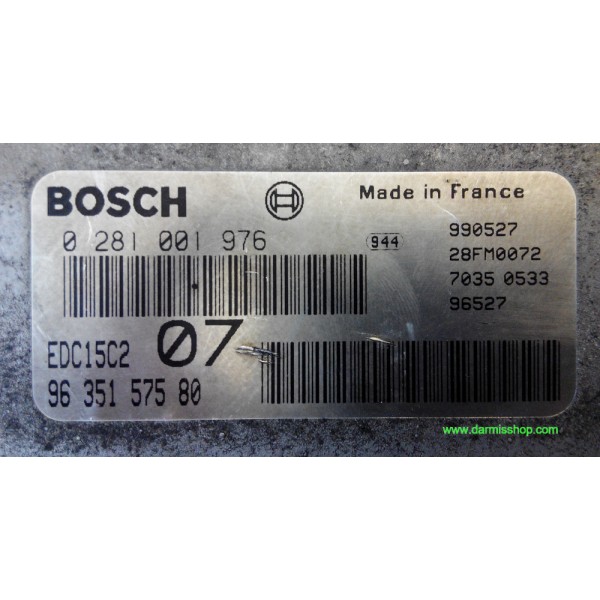 BOSCH
Made in France
0 281 001 976
944
990527
28FM0072
7035 0533
96527
EDC15C2
07
96 351 575 80
www.darmisshop.com